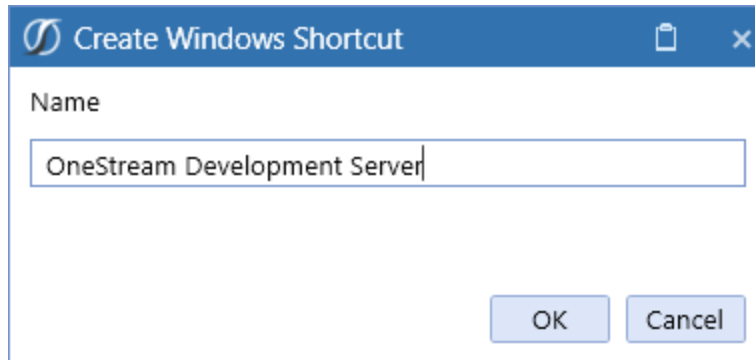 Create Windows Shortcut
Name
OneStream Development Server
OK Cancel